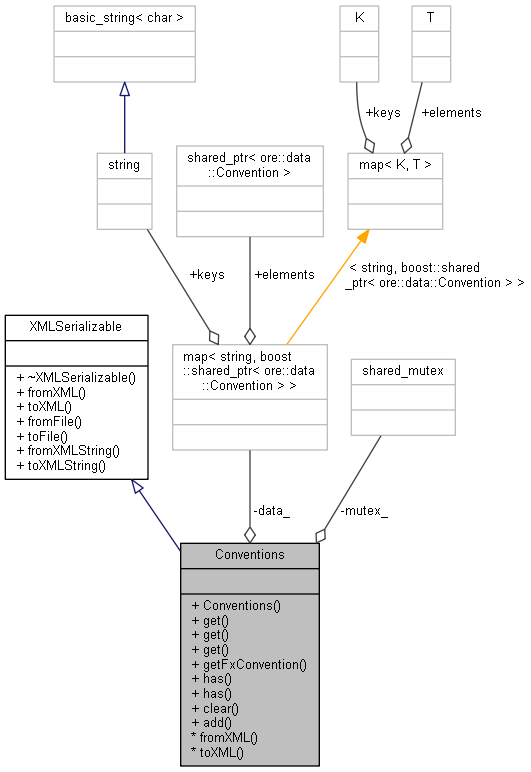 basic_string< char >
K
T
+keys
+elements
string
shared_ptr< ore::data
::Convention >
map< K, T >
+keys
+elements
< string, boost::shared
_ptr< ore::data::Convention > >
XMLSerializable
+ ~XMLSerializable()
+ fromXML()
+ toXML()
+ fromFile()
+ toFile()
+ fromXMLString()
+ toXMLString()
map< string, boost
::shared_ptr< ore::data
::Convention > >
shared_mutex
-data_
-mutex_
Conventions
+ Conventions()
+ get()
+ get()
+ get()
+ getFxConvention()
+ has()
+ has()
+ clear()
+ add()
* fromXML()
* toXML()